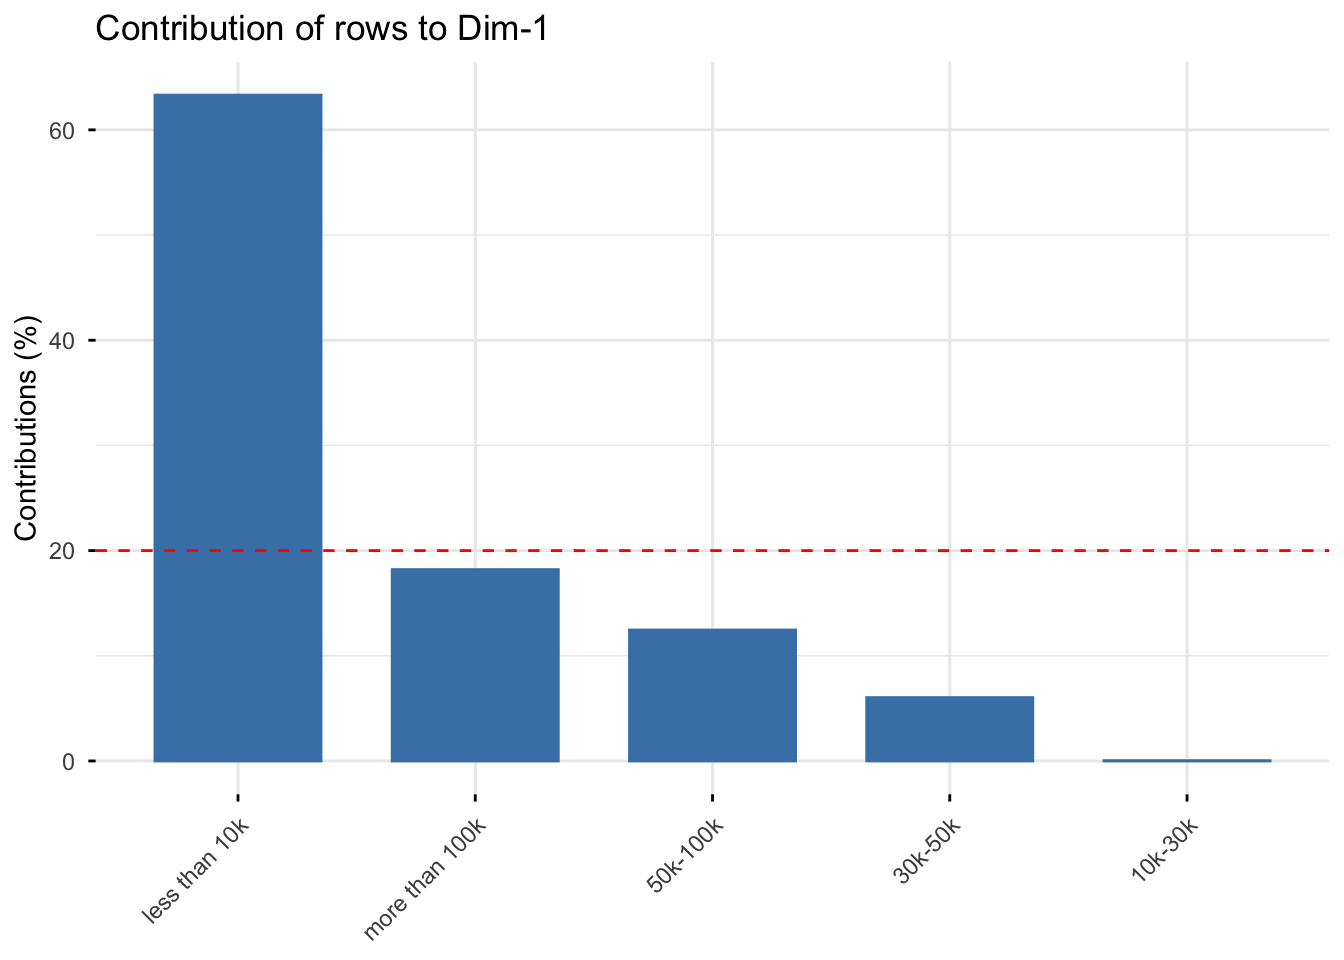 Contribution of rows to Dim-1
Contributions (%)
60
40
20
0
less than 10k
more than 100k
50k-100k
30k-50k
10k-30k